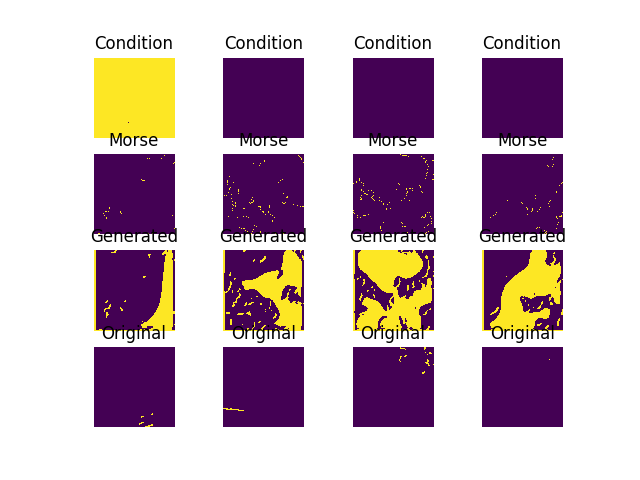 Condition Condition Condition Condition
Morse Morse Morse Morse
Generated Generated Generated Generated
Original Original Original Original